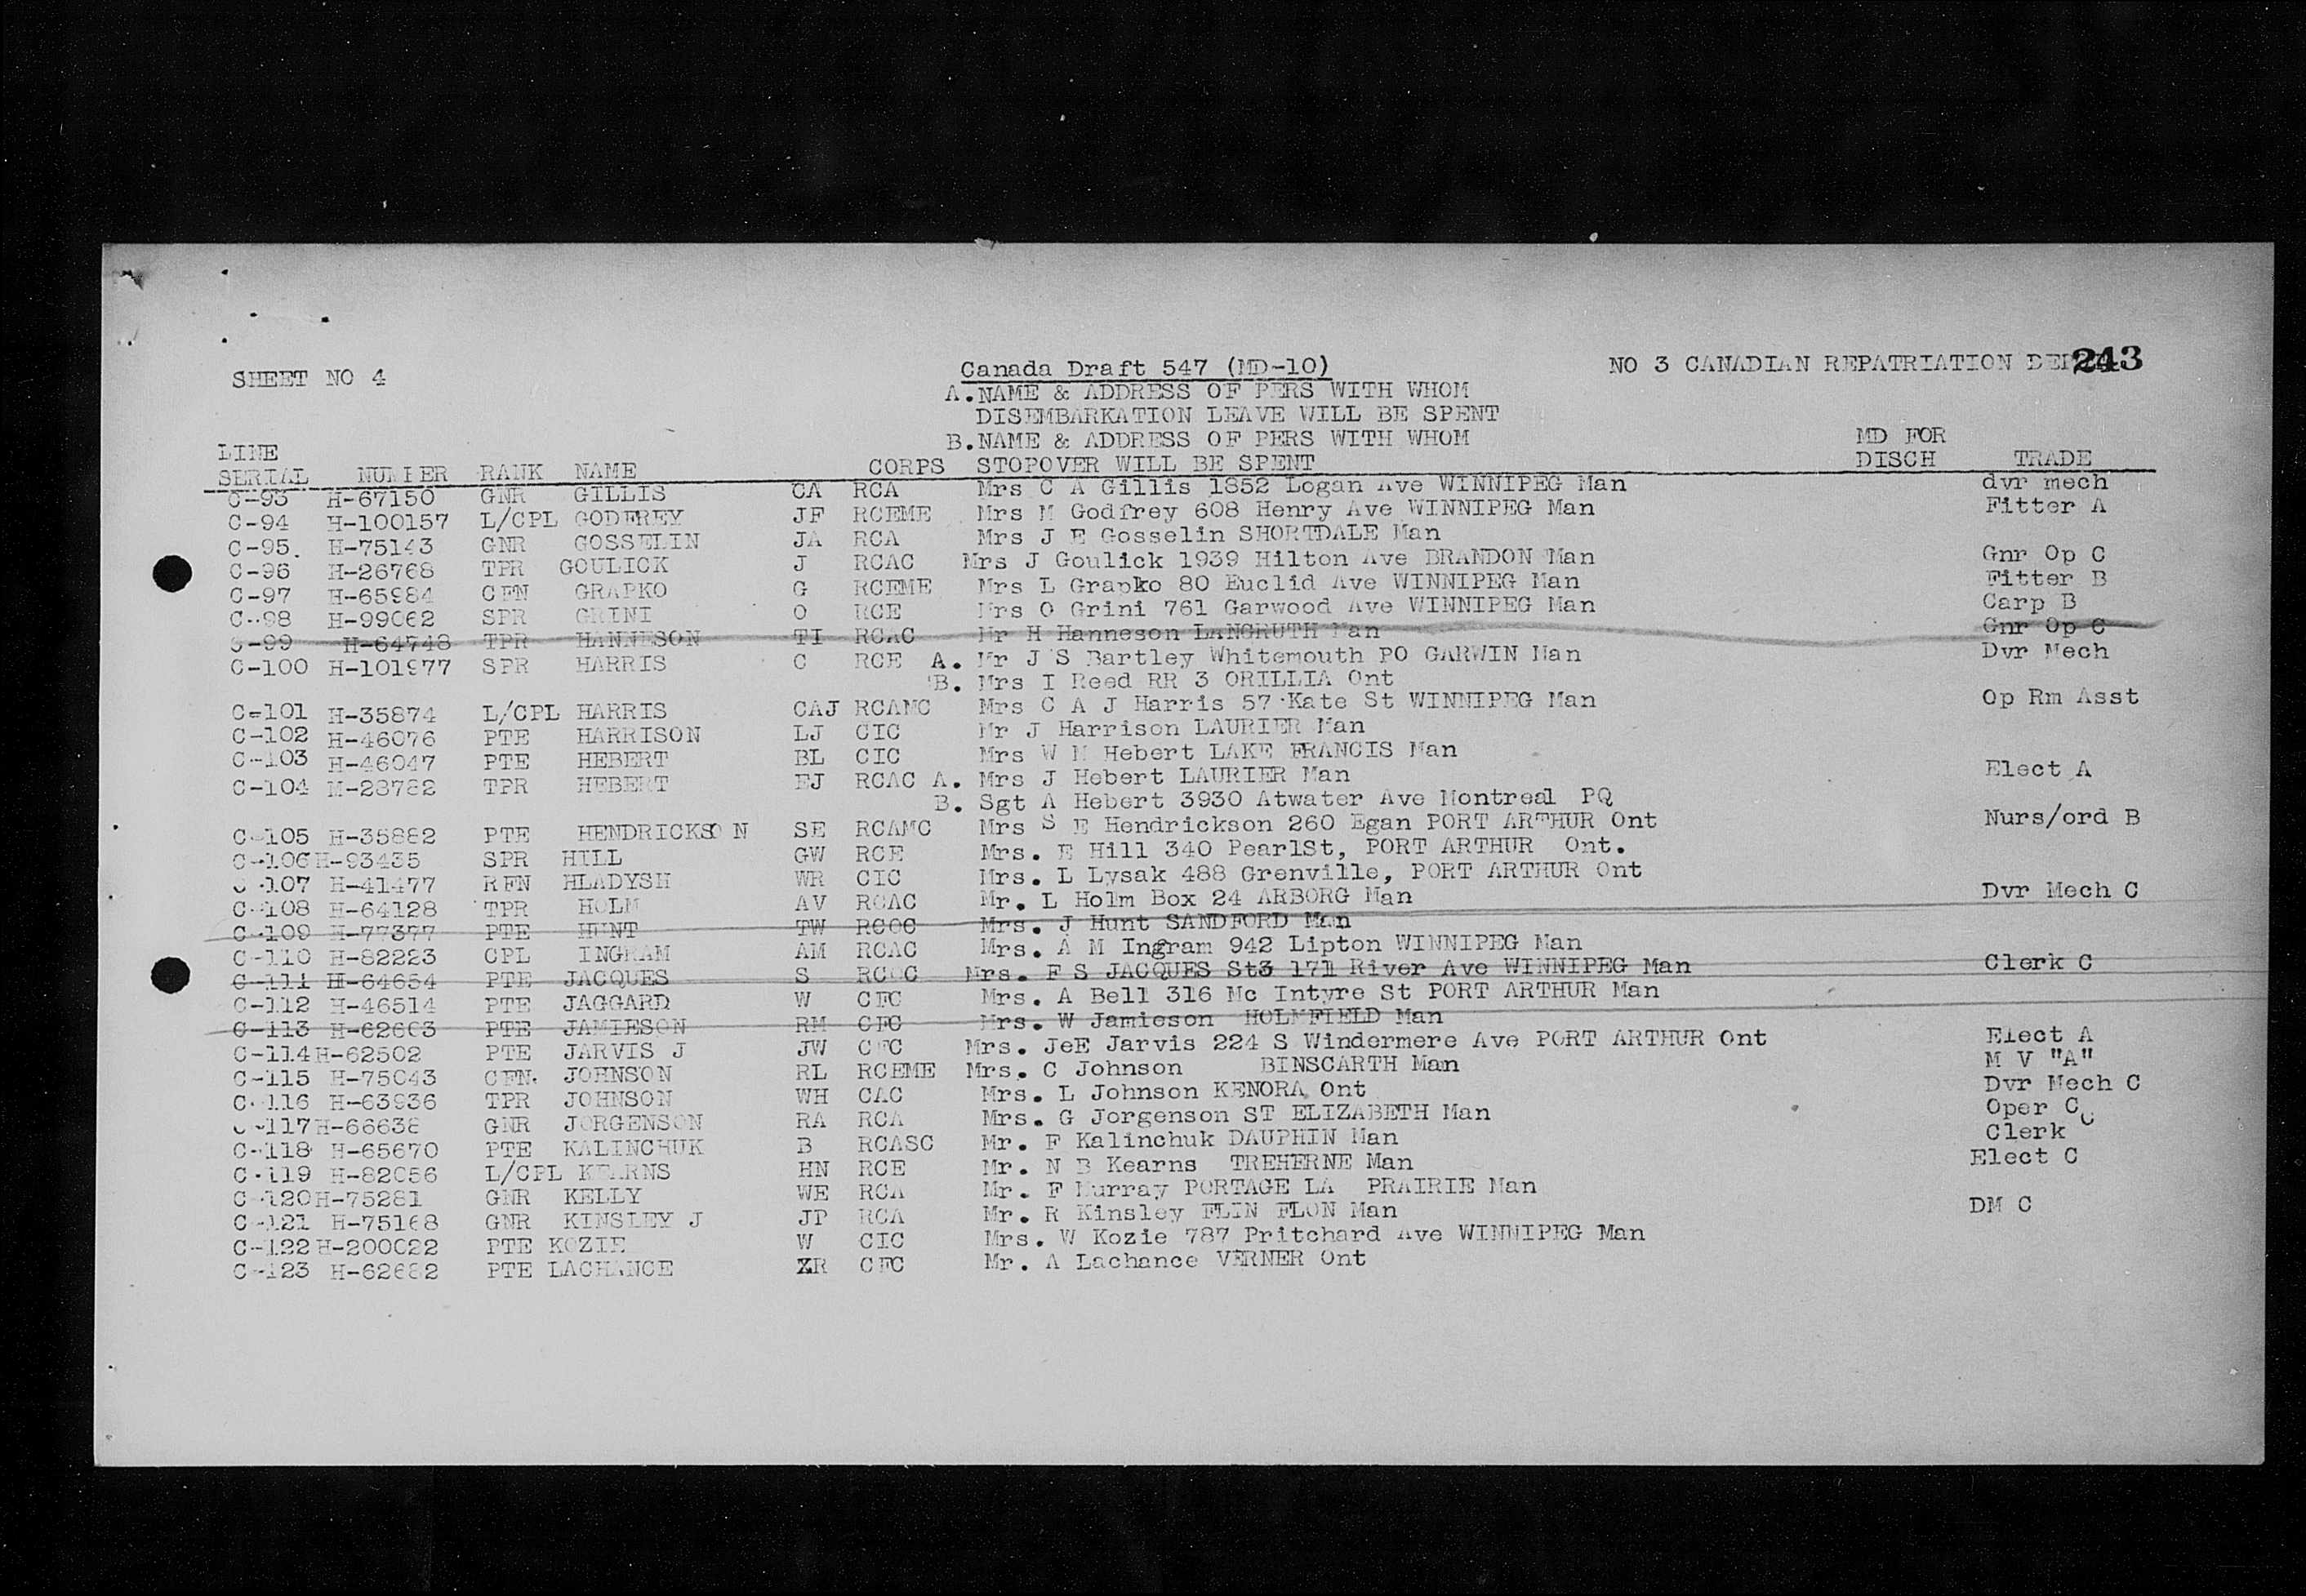 SHEET NO 4 Canada Draft 547 (MD-10) NO 3 CANADIAN REPATRIATION DEP 243
A. NAME & ADDRESS OF PERS WITH WHOM
DISEMBARKATION LEAVE WILL BE SPENT
B. NAME & ADDRESS OF PERS WITH WHOM MD FOR
LINE
SERIAL NUMBER RANK NAME CORPS STOPOVER WILL BE SPENT DISCH TRADE
C-93 H-67150 GNR GILLIS CA RCA Mrs C A Gillis 1852 Logan Ave WINNIPEG Man dvr mech
C-94 H-100157 L/CPL GODFREY JF RCEME Mrs M Godfrey 608 Henry Ave WINNIPEG Man Fitter A
C-95. H-75143 GNR GOSSELIN JA RCA Mrs J E Gosselin SHORTDALE Man
C-96 H-26768 TPR GOULICK J RCAC Mrs J Goulick 1939 Hilton Ave BRANDON Man Gnr Op C
C-97 H-65984 CFN GRAPKO G RCEME Mrs L Grapko 80 Euclid Ave WINNIPEG Man Fitter B
C-98 H-99062 SPR GRINI O RCE Mrs O Grini 761 Garwood Ave WINNIPEG Man Carp B
C-99 H-64748 TPR HANNESON TI RCAC Mr H Hanneson LANGRUTH Man Gnr Op C
C-100 H-101977 SPR HARRIS C RCE A. Mr J S Bartley Whitemouth PO GARWIN Man Dvr Mech
B. Mrs I Reed RR 3 ORILLIA Ont
C-101 H-35874 L/CPL HARRIS CAJ RCAMC Mrs C A J Harris 57 Kate St WINNIPEG Man Op Rm Asst
C-102 H-46076 PTE HARRISON LJ CIC Mr J Harrison LAURIER Man
C-103 H-46047 PTE HEBERT BL CIC Mrs W M Hebert LAKE FRANCIS Man
C-104 M-28782 TPR HEBERT EJ RCAC A. Mrs J Hebert LAURIER Man Elect A
B. Sgt A Hebert 3930 Atwater Ave Montreal PQ
C-105 H-35882 PTE HENDRICKSON SE RCAMC Mrs S E Hendrickson 260 Egan PORT ARTHUR Ont Nurs/ord B
C-106 H-93435 SPR HILL GW RCE Mrs. E Hill 340 PearlSt, PORT ARTHUR Ont.
C-107 H-41477 RFN HLADYSH WR CIC Mrs. L Lysak 488 Grenville, PORT ARTHUR Ont
C-108 H-64128 TPR HOLM AV RCAC Mr. L Holm Box 24 ARBORG Man Dvr Mech C
C-109 H-77377 PTE HUNT TW RCOC Mrs. J Hunt SANDFORD Man
C-110 H-82223 CPL INGRAM AM RCAC Mrs. A M Ingram 942 Lipton WINNIPEG Man
C-111 H-64654 PTE JACQUES S RCOC Mrs. F S JACQUES St3 171 River Ave WINNIPEG Man Clerk C
C-112 H-46514 PTE JAGGARD W CFC Mrs. A Bell 316 Mc Intyre St PORT ARTHUR Man
C-113 H-62603 PTE JAMIESON RM CFC Mrs. W Jamieson HOLMFIELD Man
C-114 H-62502 PTE JARVIS J JW CFC Mrs. JeE Jarvis 224 S Windermere Ave PORT ARTHUR Ont Elect A
C-115 H-75043 CFN. JOHNSON RL RCEME Mrs. C Johnson BINSCARTH Man M V "A"
C-116 H-63936 TPR JOHNSON WH CAC Mrs. L Johnson KENORA Ont Dvr Mech C
C-117 H-66638 GNR JORGENSON RA RCA Mrs. G Jorgenson ST ELIZABETH Man Oper C
C-118 H-65670 PTE KALINCHUK B RCASC Mr. F Kalinchuk DAUPHIN Man Clerk C
C-119 H-82056 L/CPL KEARNS HN RCE Mr. N B Kearns TREHERNE Man Elect C
C-120 H-75281 GNR KELLY WE RCA Mr. F Murray PORTAGE LA PRAIRIE Man
C-121 H-75168 GNR KINSLEY J JP RCA Mr. R Kinsley FLIN FLON Man DM C
C-122 H-200022 PTE KOZIE W CIC Mrs. W Kozie 787 Pritchard Ave WINNIPEG Man
C-123 H-62682 PTE LACHANCE XR CFC Mr. A Lachance VERNER Ont